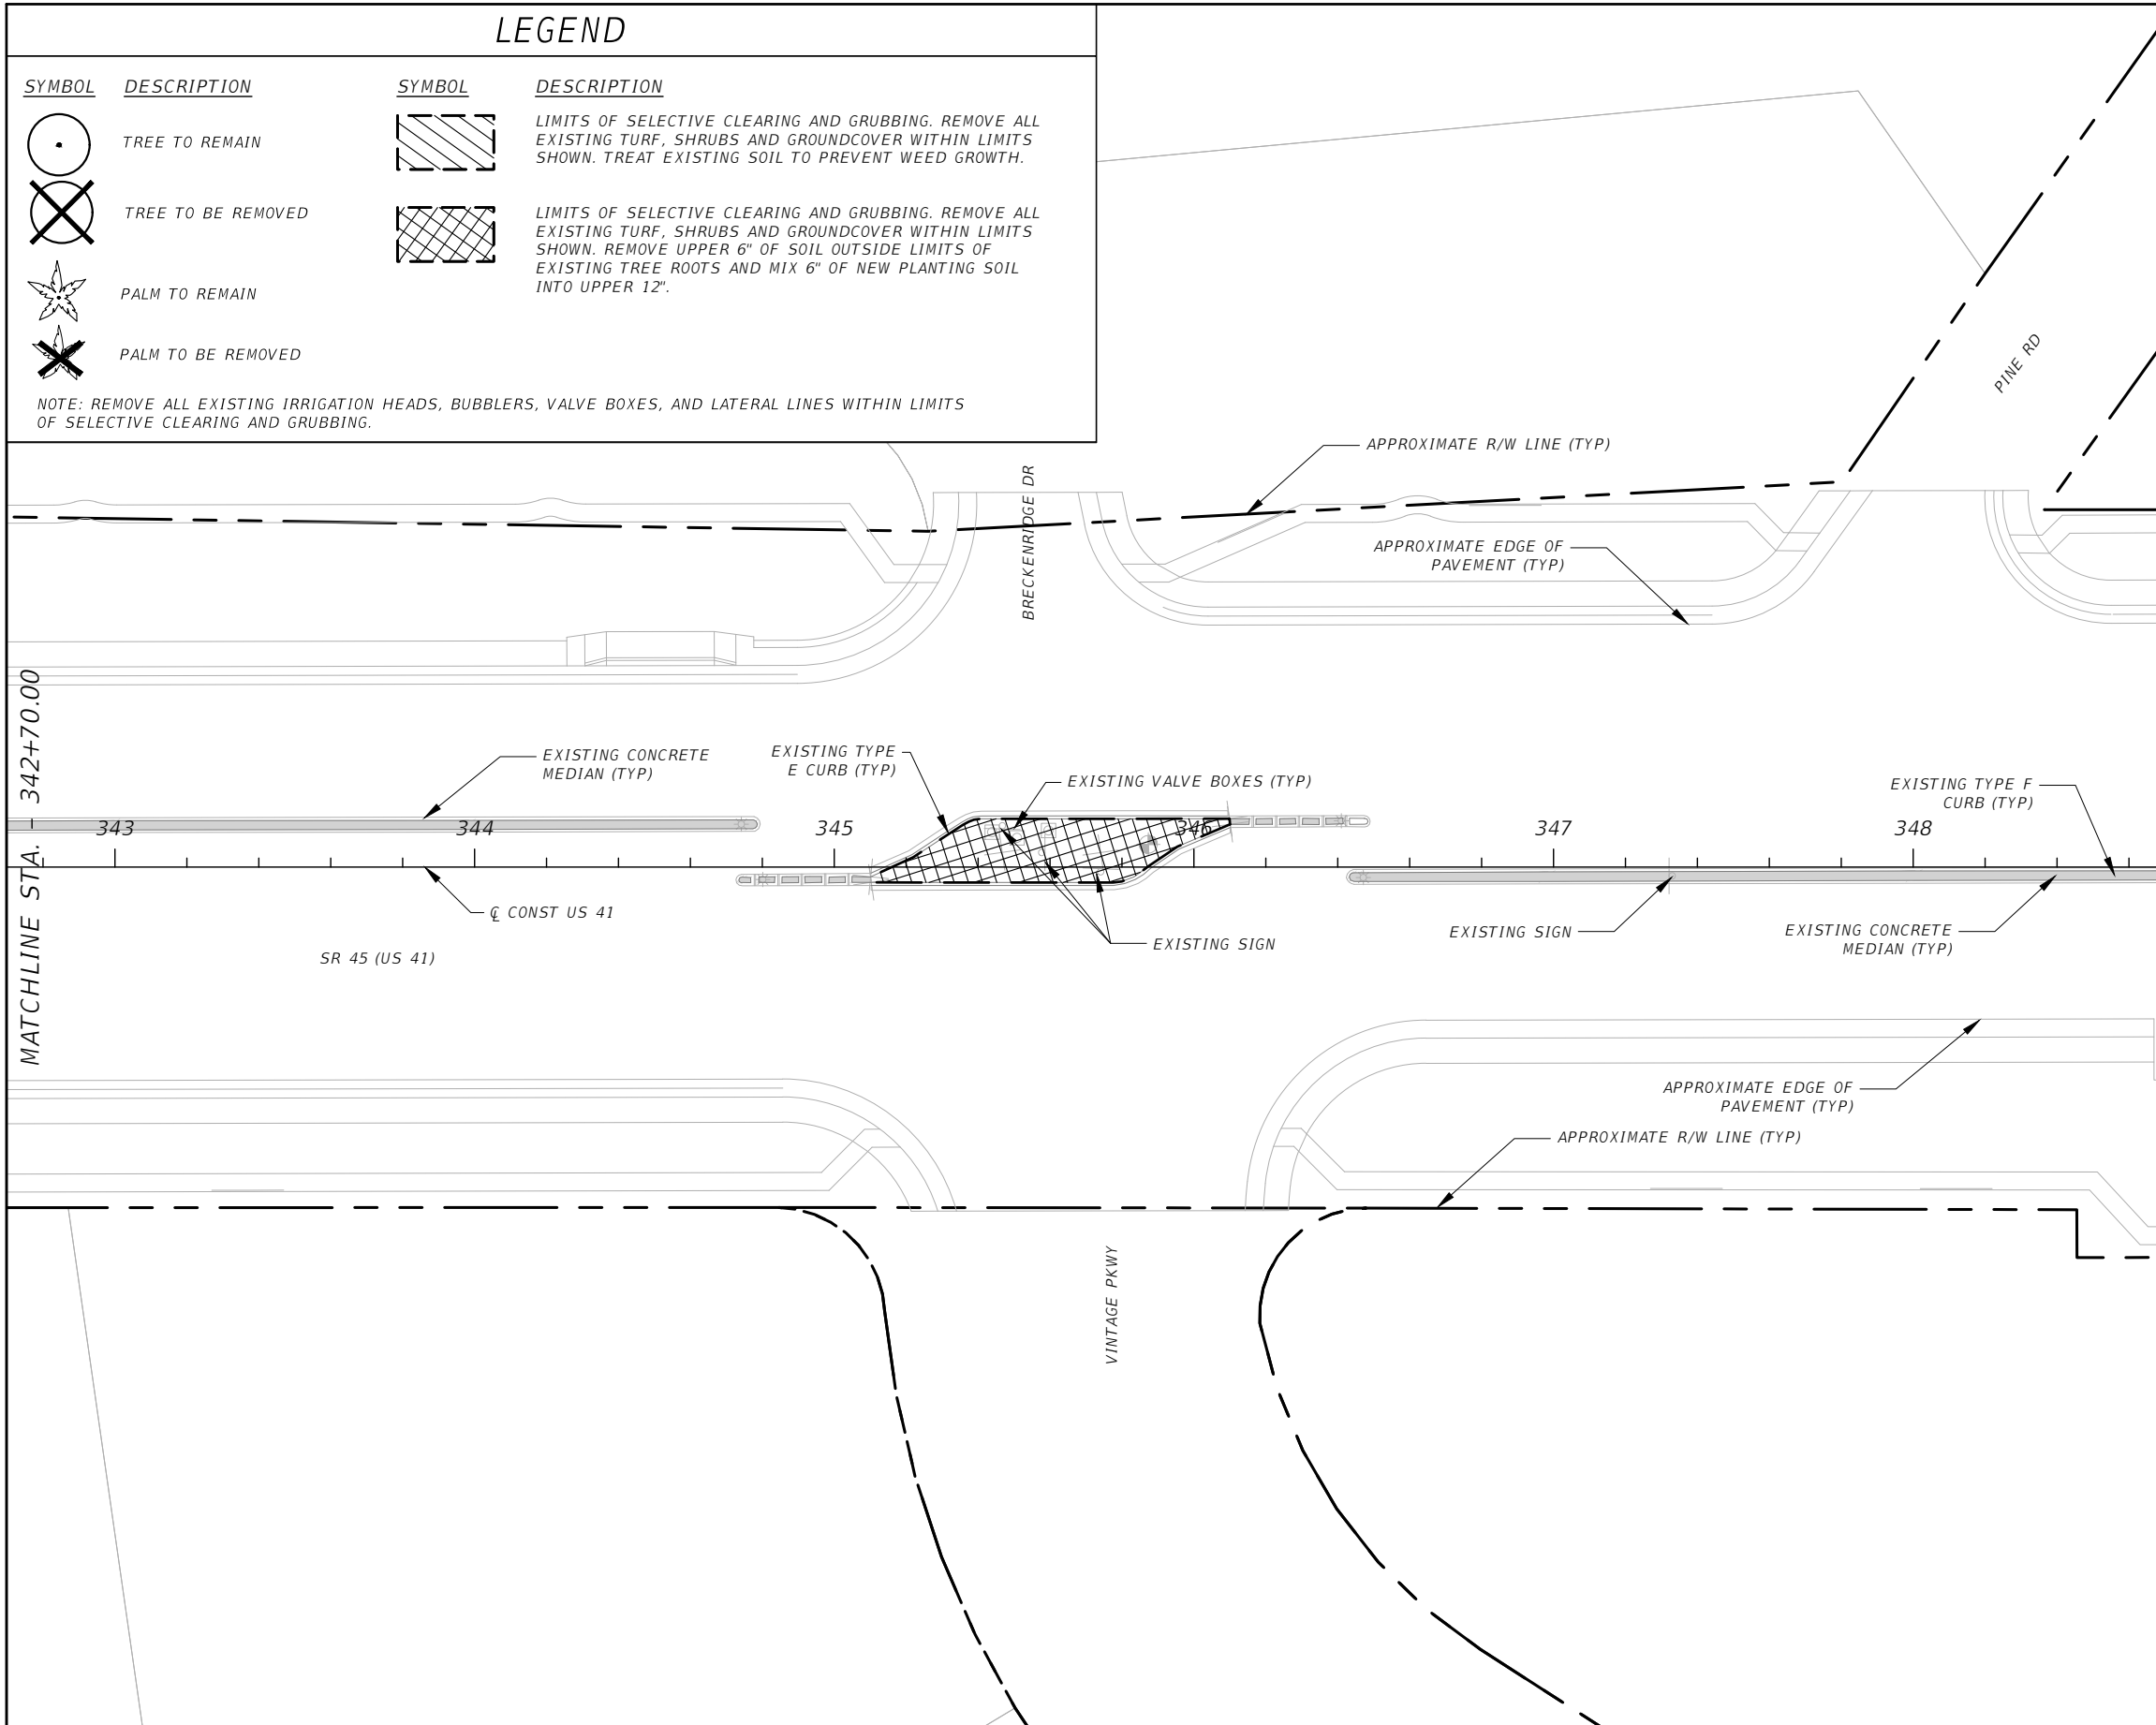 LEGEND
SYMBOL DESCRIPTION
TREE TO REMAIN
TREE TO BE REMOVED
PALM TO REMAIN
PALM TO BE REMOVED
SYMBOL DESCRIPTION
LIMITS OF SELECTIVE CLEARING AND GRUBBING. REMOVE ALL
EXISTING TURF, SHRUBS AND GROUNDCOVER WITHIN LIMITS
SHOWN. TREAT EXISTING SOIL TO PREVENT WEED GROWTH.
LIMITS OF SELECTIVE CLEARING AND GRUBBING. REMOVE ALL
EXISTING TURF, SHRUBS AND GROUNDCOVER WITHIN LIMITS
SHOWN. REMOVE UPPER 6" OF SOIL OUTSIDE LIMITS OF
EXISTING TREE ROOTS AND MIX 6" OF NEW PLANTING SOIL
INTO UPPER 12".
NOTE: REMOVE ALL EXISTING IRRIGATION HEADS, BUBBLERS, VALVE BOXES, AND LATERAL LINES WITHIN LIMITS
OF SELECTIVE CLEARING AND GRUBBING.
PINE RD
APPROXIMATE R/W LINE (TYP)
BRECKENRIDGE DR
APPROXIMATE EDGE OF
PAVEMENT (TYP)
MATCHLINE STA. 342+70.00
EXISTING CONCRETE
MEDIAN (TYP)
EXISTING TYPE
E CURB (TYP)
EXISTING VALVE BOXES (TYP)
EXISTING TYPE F
CURB (TYP)
343 344 345 346 347 348
℄ CONST US 41
SR 45 (US 41)
EXISTING SIGN
EXISTING SIGN
EXISTING CONCRETE
MEDIAN (TYP)
APPROXIMATE EDGE OF
PAVEMENT (TYP)
APPROXIMATE R/W LINE (TYP)
VINTAGE PKWY